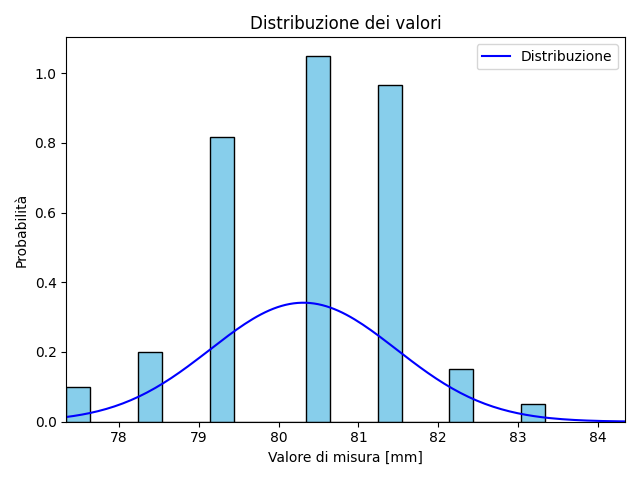 Distribuzione dei valori
Distribuzione
Probabilità
1.0
0.8
0.6
0.4
0.2
0.0
78 79 80 81 82 83 84
Valore di misura [mm]